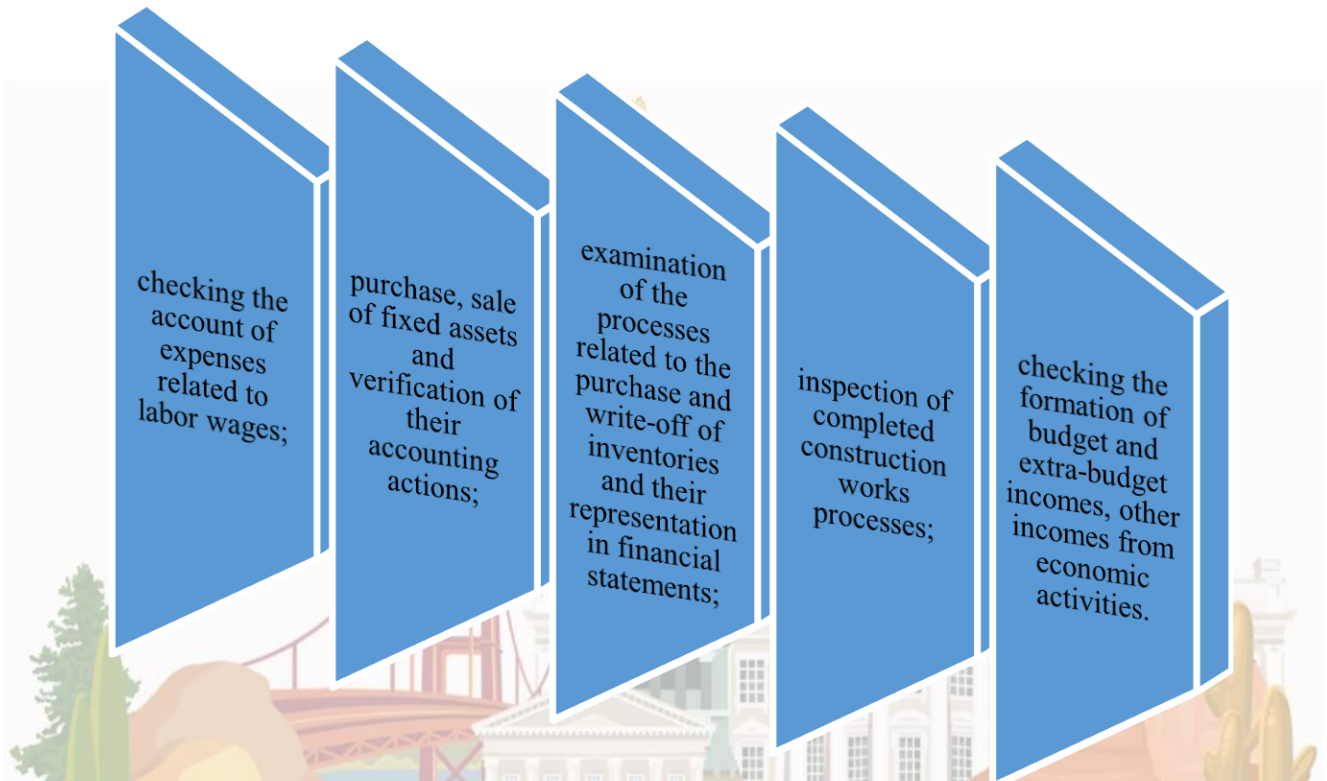 checking the
account of
expenses
related to
labor wages;
purchase, sale
of fixed assets
and
verification of
their
accounting
actions;
examination
of the
processes
related to the
purchase and
write-off of
inventories
and their
representation
in financial
statements;
inspection of
completed
construction
works
processes;
checking the
formation of
budget and
extra-budget
incomes, other
incomes from
economic
activities.